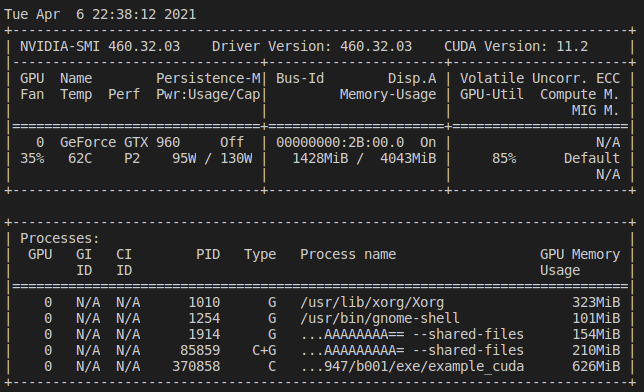 Tue Apr  6 22:38:12 2021
+-----------------------------------------------------------------------------+
| NVIDIA-SMI 460.32.03    Driver Version: 460.32.03    CUDA Version: 11.2     |
|-------------------------------+----------------------+----------------------+
| GPU  Name        Persistence-M| Bus-Id        Disp.A | Volatile Uncorr. ECC |
| Fan  Temp  Perf  Pwr:Usage/Cap|         Memory-Usage | GPU-Util  Compute M. |
|                               |                      |               MIG M. |
|===============================+======================+======================|
|   0  GeForce GTX 960     Off  | 00000000:2B:00.0  On |                  N/A |
| 35%   62C    P2    95W / 130W |   1428MiB /  4043MiB |     85%      Default |
|                               |                      |                  N/A |
+-------------------------------+----------------------+----------------------+

+-----------------------------------------------------------------------------+
| Processes:                                                                  |
|  GPU   GI   CI        PID   Type   Process name                  GPU Memory |
|        ID   ID                                                   Usage      |
|=============================================================================|
|    0   N/A  N/A      1010      G   /usr/lib/xorg/Xorg                323MiB |
|    0   N/A  N/A      1254      G   /usr/bin/gnome-shell              101MiB |
|    0   N/A  N/A      1914      G   ...AAAAAAAA== --shared-files      154MiB |
|    0   N/A  N/A     85859    C+G   ...AAAAAAAAA= --shared-files      210MiB |
|    0   N/A  N/A    370858      C   ...947/b001/exe/example_cuda      626MiB |
+-----------------------------------------------------------------------------+